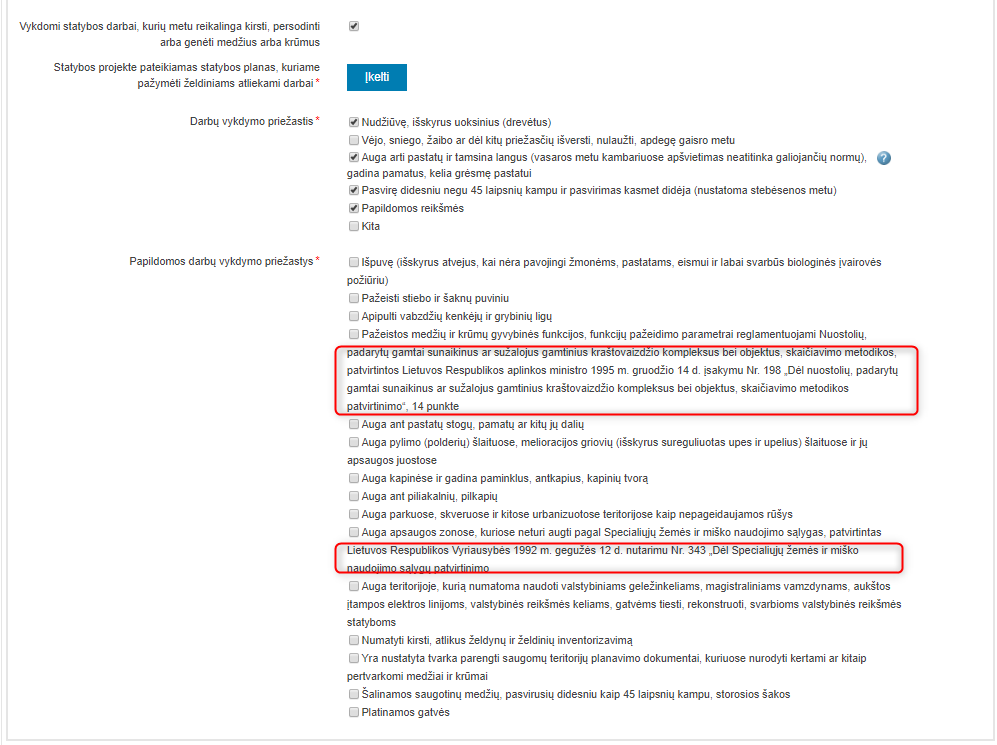 Vykdomi statybos darbai, kurių metu reikalinga kirsti, persodinti
arba genėti medžius arba krūmus
Statybos projekte pateikiamas statybos planas, kuriame
pažymėti želdiniams atliekami darbai *
Įkelti
Darbų vykdymo priežastis *
Nudžiūvę, išskyrus uoksinius (drevėtus)
Vėjo, sniego, žaibo ar dėl kitų priežasčių išversti, nulaužti, apdegę gaisro metu
Auga arti pastatų ir tamsina langus (vasaros metu kambariuose apšvietimas neatitinka galiojančių normų), ?
gadina pamatus, kelia grėsmę pastatui
Pasvirę didesniu negu 45 laipsnių kampu ir pasvirimas kasmet didėja (nustatoma stebėsenos metu)
Papildomos reikšmės
Kita
Papildomos darbų vykdymo priežastys *
Išpuvę (išskyrus atvejus, kai nėra pavojingi žmonėms, pastatams, eismui ir labai svarbūs biologinės įvairovės
požiūriu)
Pažeisti stiebo ir šaknų puviniu
Apipulti vabzdžių kenkėjų ir grybinių ligų
Pažeistos medžių ir krūmų gyvybinės funkcijos, funkcijų pažeidimo parametrai reglamentuojami Nuostolių,
padarytų gamtai sunaikinus ar sužalojus gamtinius kraštovaizdžio kompleksus bei objektus, skaičiavimo metodikos,
patvirtintos Lietuvos Respublikos aplinkos ministro 1995 m. gruodžio 14 d. įsakymu Nr. 198 „Dėl nuostolių, padarytų
gamtai sunaikinus ar sužalojus gamtinius kraštovaizdžio kompleksus bei objektus, skaičiavimo metodikos
patvirtinimo“, 14 punkte
Auga ant pastatų stogų, pamatų ar kitų jų dalių
Auga pylimo (polderių) šlaituose, melioracijos griovių (išskyrus sureguliuotas upes ir upelius) šlaituose ir jų
apsaugos juostose
Auga kapinėse ir gadina paminklus, antkapius, kapinių tvorą
Auga ant piliakalnių, pilkapių
Auga parkuose, skveruose ir kitose urbanizuotose teritorijose kaip nepageidaujamos rūšys
Auga apsaugos zonose, kuriose neturi augti pagal Specialiųjų žemės ir miško naudojimo sąlygas, patvirtintas
Lietuvos Respublikos Vyriausybės 1992 m. gegužės 12 d. nutarimu Nr. 343 „Dėl Specialiųjų žemės ir miško
naudojimo sąlygų patvirtinimo
Auga teritorijoje, kurią numatoma naudoti valstybiniams geležinkeliams, magistraliniams vamzdynams, aukštos
įtampos elektros linijoms, valstybinės reikšmės keliams, gatvėms tiesti, rekonstruoti, svarbioms valstybinės reikšmės
statyboms
Numatyti kirsti, atlikus želdynų ir želdinių inventorizavimą
Yra nustatyta tvarka parengti saugomų teritorijų planavimo dokumentai, kuriuose nurodyti kertami ar kitaip
pertvarkomi medžiai ir krūmai
Šalinamos saugotinų medžių, pasvirusių didesniu kaip 45 laipsnių kampu, storosios šakos
Platinamos gatvės